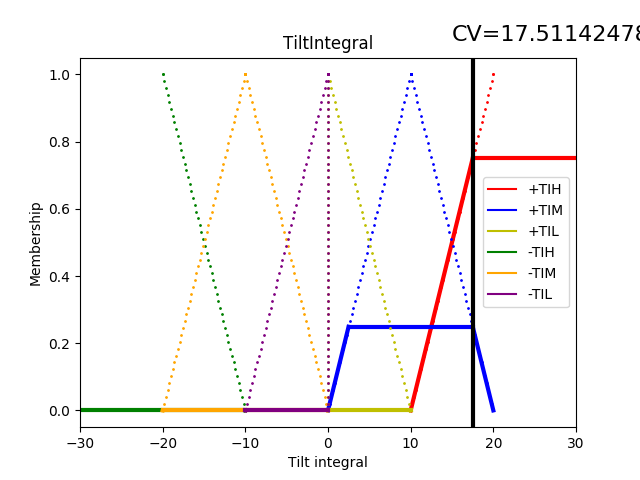 CV=17.51142478
TiltIntegral
1.0
0.8
0.6
0.4
0.2
0.0
Membership
+TIH
+TIM
+TIL
-TIH
-TIM
-TIL
−30 −20 −10 0 10 20 30
Tilt integral